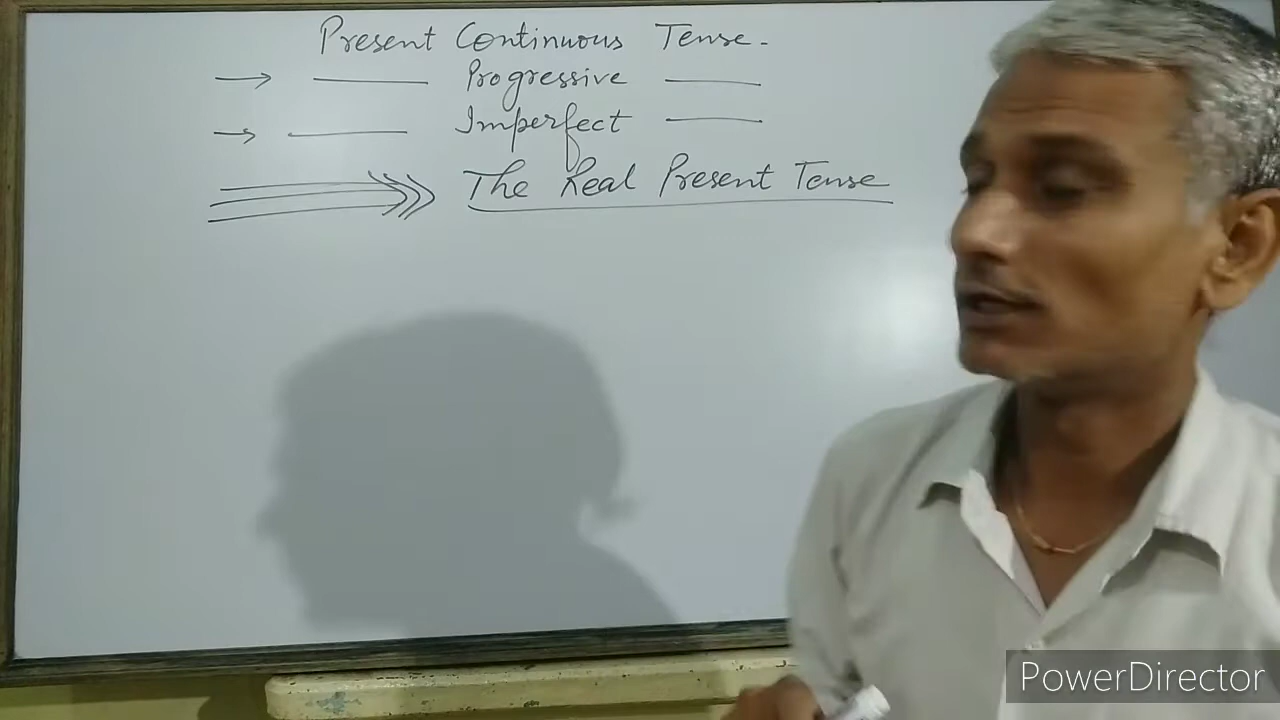 Present Continuous Tense.
→ ——— Progressive ———
→ ——— Imperfect ———
The Real Present Tense
PowerDirector